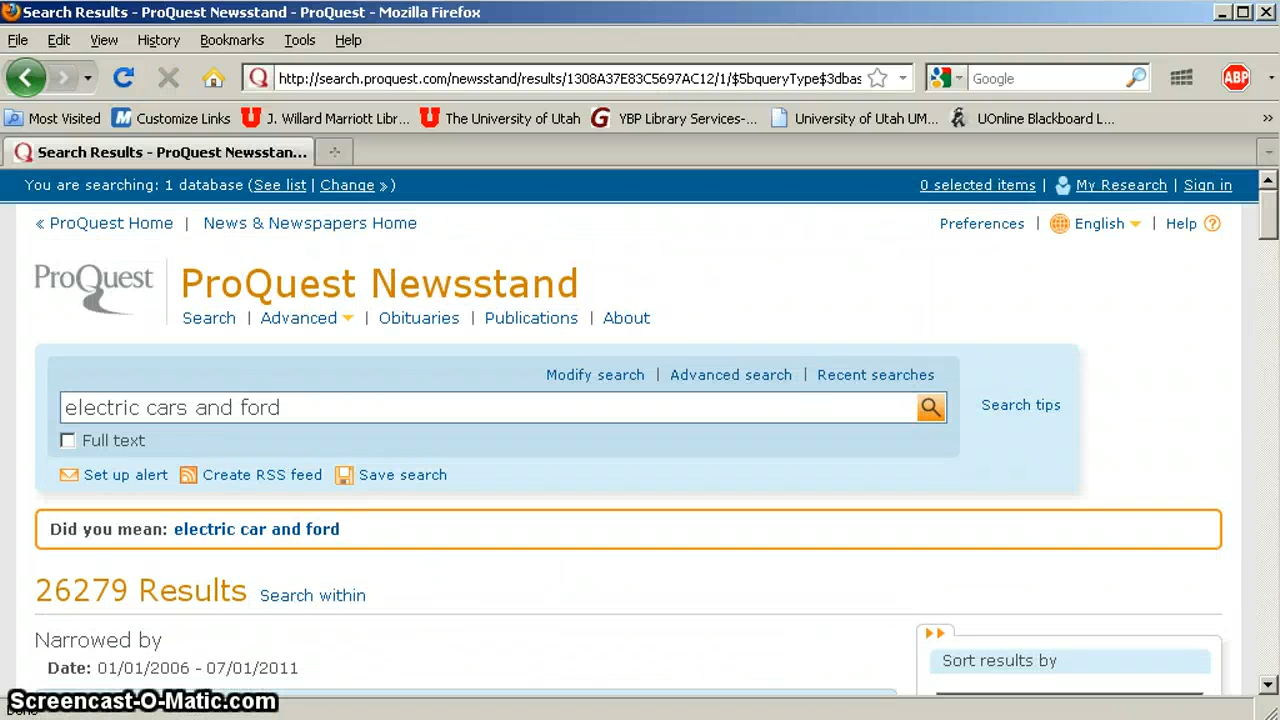 Search Results - ProQuest Newsstand - ProQuest - Mozilla Firefox
File Edit View History Bookmarks Tools Help
http://search.proquest.com/newsstand/results/1308A37E83C5697AC12/1/$5bqueryType$3dbas Google ABP
Most Visited Customize Links J. Willard Marriott Libr... The University of Utah YBP Library Services-... University of Utah UM... UOnline Blackboard L... »
Search Results - ProQuest Newsstan...
You are searching: 1 database (See list | Change » ) 0 selected items | My Research | Sign in
« ProQuest Home | News & Newspapers Home Preferences | English | Help ?
ProQuest ProQuest Newsstand
Search | Advanced | Obituaries | Publications | About
Modify search | Advanced search | Recent searches
electric cars and ford Search tips
Full text
Set up alert Create RSS feed Save search
Did you mean: electric car and ford
26279 Results Search within
Narrowed by
Date: 01/01/2006 - 07/01/2011
Sort results by
Screencast-O-Matic.com